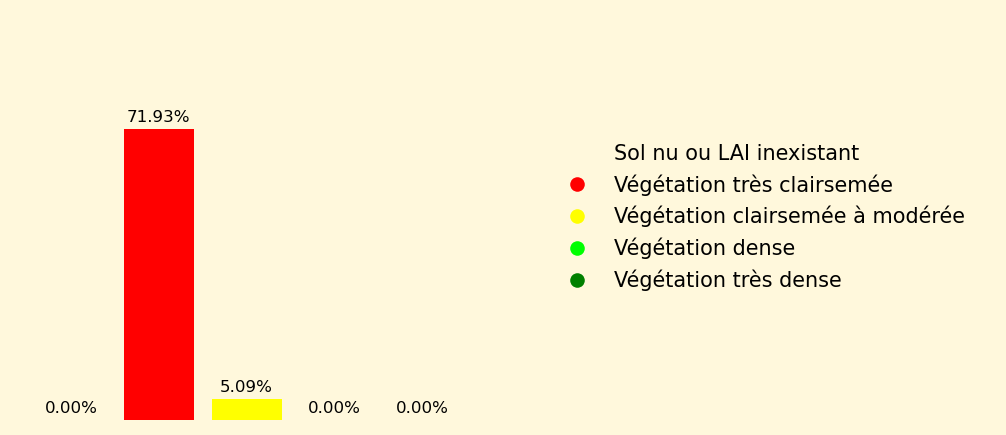 71.93%
5.09%
0.00%
0.00%
0.00%
Sol nu ou LAI inexistant
Végétation très clairsemée
Végétation clairsemée à modérée
Végétation dense
Végétation très dense